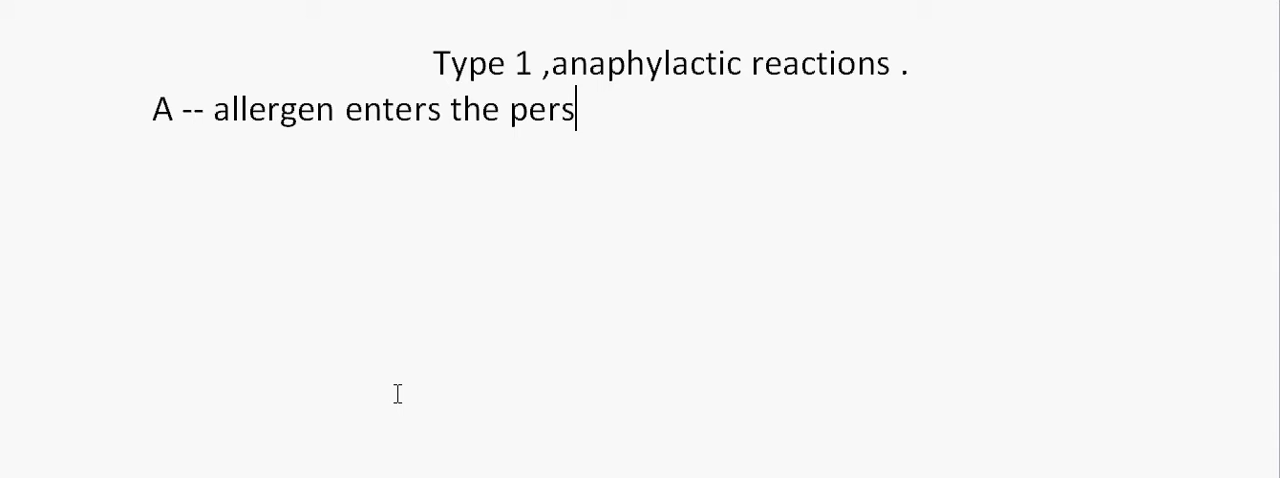 Type 1 ,anaphylactic reactions .
A -- allergen enters the pers